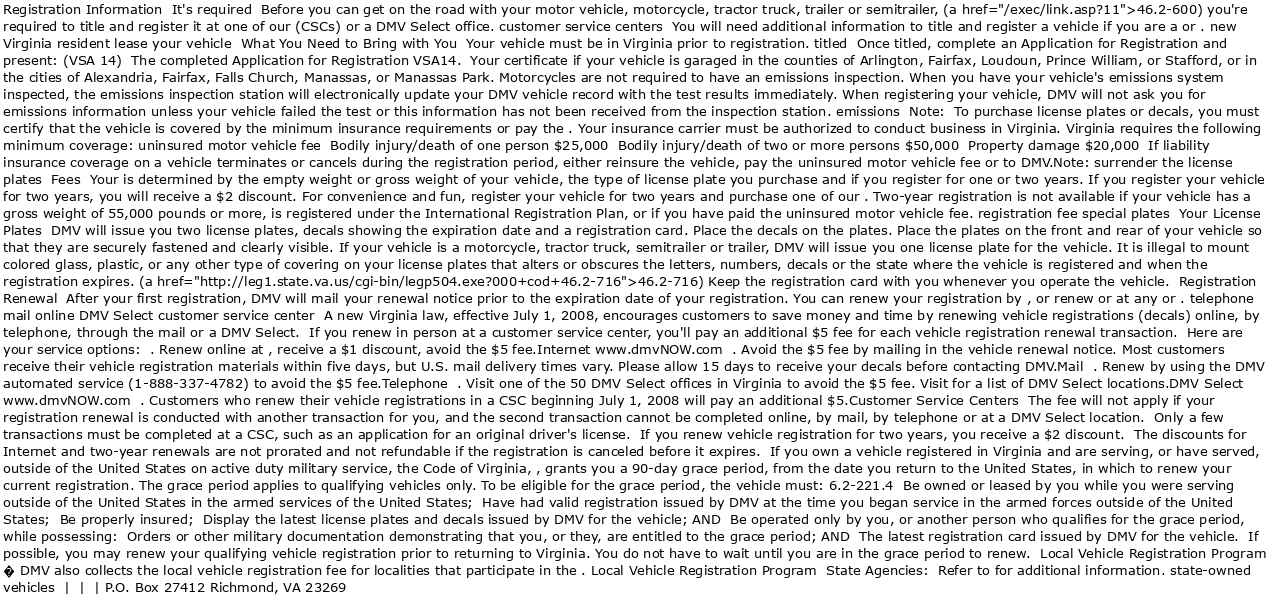 Registration Information  It's required  Before you can get on the road with your motor vehicle, motorcycle, tractor truck, trailer or semitrailer, (a href="/exec/link.asp?11">46.2-600) you're
required to title and register it at one of our (CSCs) or a DMV Select office. customer service centers  You will need additional information to title and register a vehicle if you are a or . new
Virginia resident lease your vehicle  What You Need to Bring with You  Your vehicle must be in Virginia prior to registration. titled  Once titled, complete an Application for Registration and
present: (VSA 14)  The completed Application for Registration VSA14.  Your certificate if your vehicle is garaged in the counties of Arlington, Fairfax, Loudoun, Prince William, or Stafford, or in
the cities of Alexandria, Fairfax, Falls Church, Manassas, or Manassas Park. Motorcycles are not required to have an emissions inspection. When you have your vehicle's emissions system
inspected, the emissions inspection station will electronically update your DMV vehicle record with the test results immediately. When registering your vehicle, DMV will not ask you for
emissions information unless your vehicle failed the test or this information has not been received from the inspection station. emissions  Note:  To purchase license plates or decals, you must
certify that the vehicle is covered by the minimum insurance requirements or pay the . Your insurance carrier must be authorized to conduct business in Virginia. Virginia requires the following
minimum coverage: uninsured motor vehicle fee  Bodily injury/death of one person $25,000  Bodily injury/death of two or more persons $50,000  Property damage $20,000  If liability
insurance coverage on a vehicle terminates or cancels during the registration period, either reinsure the vehicle, pay the uninsured motor vehicle fee or to DMV.Note: surrender the license
plates  Fees  Your is determined by the empty weight or gross weight of your vehicle, the type of license plate you purchase and if you register for one or two years. If you register your vehicle
for two years, you will receive a $2 discount. For convenience and fun, register your vehicle for two years and purchase one of our . Two-year registration is not available if your vehicle has a
gross weight of 55,000 pounds or more, is registered under the International Registration Plan, or if you have paid the uninsured motor vehicle fee. registration fee special plates  Your License
Plates  DMV will issue you two license plates, decals showing the expiration date and a registration card. Place the decals on the plates. Place the plates on the front and rear of your vehicle so
that they are securely fastened and clearly visible. If your vehicle is a motorcycle, tractor truck, semitrailer or trailer, DMV will issue you one license plate for the vehicle. It is illegal to mount
colored glass, plastic, or any other type of covering on your license plates that alters or obscures the letters, numbers, decals or the state where the vehicle is registered and when the
registration expires. (a href="http://leg1.state.va.us/cgi-bin/legp504.exe?000+cod+46.2-716">46.2-716) Keep the registration card with you whenever you operate the vehicle.  Registration
Renewal  After your first registration, DMV will mail your renewal notice prior to the expiration date of your registration. You can renew your registration by , or renew or at any or . telephone
mail online DMV Select customer service center  A new Virginia law, effective July 1, 2008, encourages customers to save money and time by renewing vehicle registrations (decals) online, by
telephone, through the mail or a DMV Select.  If you renew in person at a customer service center, you'll pay an additional $5 fee for each vehicle registration renewal transaction.  Here are
your service options:  . Renew online at , receive a $1 discount, avoid the $5 fee.Internet www.dmvNOW.com  . Avoid the $5 fee by mailing in the vehicle renewal notice. Most customers
receive their vehicle registration materials within five days, but U.S. mail delivery times vary. Please allow 15 days to receive your decals before contacting DMV.Mail  . Renew by using the DMV
automated service (1-888-337-4782) to avoid the $5 fee.Telephone  . Visit one of the 50 DMV Select offices in Virginia to avoid the $5 fee. Visit for a list of DMV Select locations.DMV Select
www.dmvNOW.com  . Customers who renew their vehicle registrations in a CSC beginning July 1, 2008 will pay an additional $5.Customer Service Centers  The fee will not apply if your
registration renewal is conducted with another transaction for you, and the second transaction cannot be completed online, by mail, by telephone or at a DMV Select location.  Only a few
transactions must be completed at a CSC, such as an application for an original driver's license.  If you renew vehicle registration for two years, you receive a $2 discount.  The discounts for
Internet and two-year renewals are not prorated and not refundable if the registration is canceled before it expires.  If you own a vehicle registered in Virginia and are serving, or have served,
outside of the United States on active duty military service, the Code of Virginia, , grants you a 90-day grace period, from the date you return to the United States, in which to renew your
current registration. The grace period applies to qualifying vehicles only. To be eligible for the grace period, the vehicle must: 6.2-221.4  Be owned or leased by you while you were serving
outside of the United States in the armed services of the United States;  Have had valid registration issued by DMV at the time you began service in the armed forces outside of the United
States;  Be properly insured;  Display the latest license plates and decals issued by DMV for the vehicle; AND  Be operated only by you, or another person who qualifies for the grace period,
while possessing:  Orders or other military documentation demonstrating that you, or they, are entitled to the grace period; AND  The latest registration card issued by DMV for the vehicle.  If
possible, you may renew your qualifying vehicle registration prior to returning to Virginia. You do not have to wait until you are in the grace period to renew.  Local Vehicle Registration Program
� DMV also collects the local vehicle registration fee for localities that participate in the . Local Vehicle Registration Program  State Agencies:  Refer to for additional information. state-owned
vehicles  |  |  | P.O. Box 27412 Richmond, VA 23269